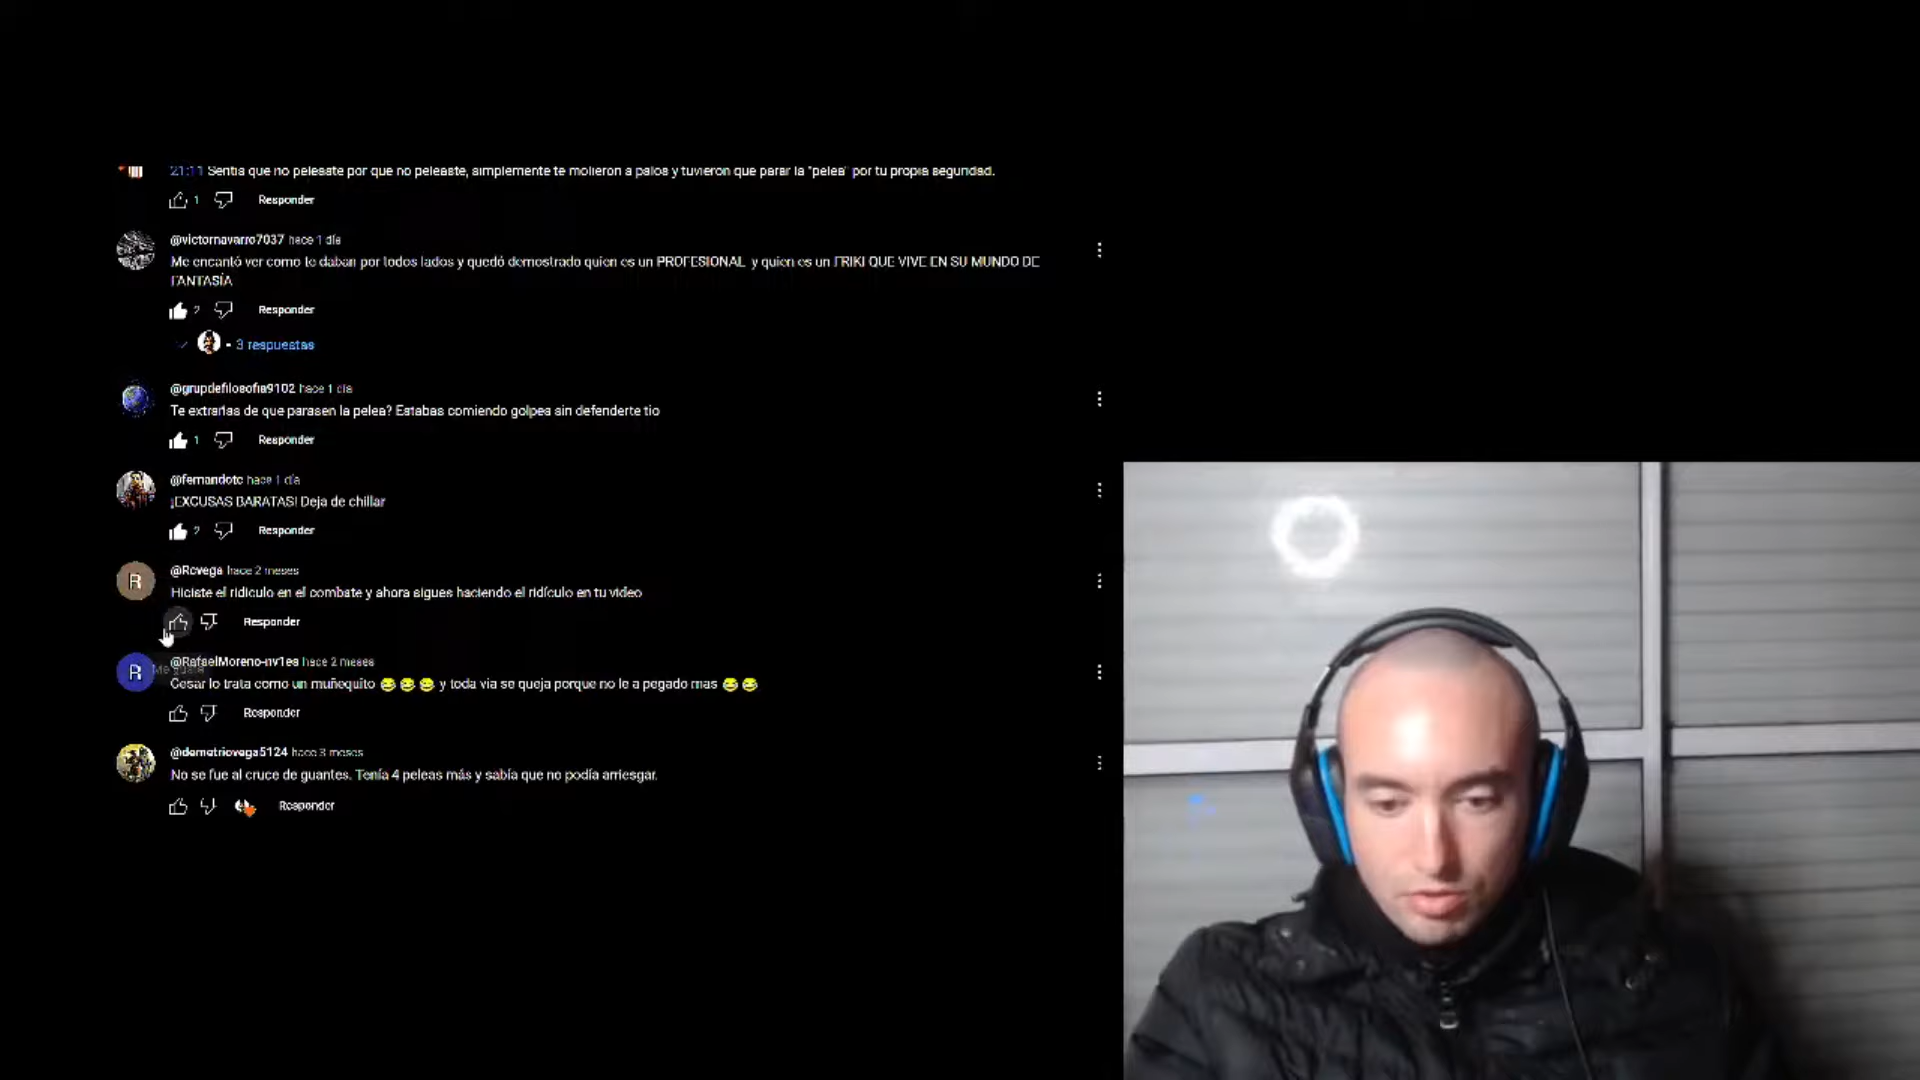 21:11 Sentía que no peleaste por que no peleaste, simplemente te molieron a palos y tuvieron que parar la "pelea" por tu propia seguridad.
1 Responder
@victornavarro7037 hace 1 día
Me encantó ver como te daban por todos lados y quedó demostrado quien es un PROFESIONAL y quien es un FRIKI QUE VIVE EN SU MUNDO DE
FANTASÍA
2 Responder
3 respuestas
@grupdefilosofia9102 hace 1 día
Te extrañas de que parasen la pelea? Estabas comiendo golpes sin defenderte tio
1 Responder
@fernandotc hace 1 día
¡EXCUSAS BARATAS! Deja de chillar
2 Responder
R
@Rcvega hace 2 meses
Hiciste el ridiculo en el combate y ahora sigues haciendo el ridículo en tu video
Responder
R
@RafaelMoreno-nv1es hace 2 meses
Me gusta
Cesar lo trata como un muñequito 😂😂😂 y toda via se queja porque no le a pegado mas 😂😂
Responder
@demetriovega5124 hace 3 meses
No se fue al cruce de guantes. Tenía 4 peleas más y sabía que no podía arriesgar.
Responder